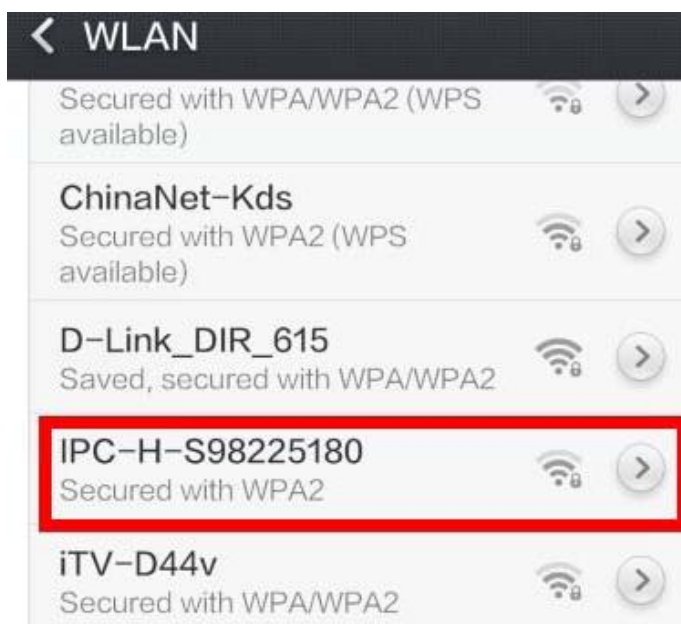 WLAN
Secured with WPA/WPA2 (WPS
available)
ChinaNet-Kds
Secured with WPA2 (WPS
available)
D-Link_DIR_615
Saved, secured with WPA/WPA2
IPC-H-S98225180
Secured with WPA2
iTV-D44v
Secured with WPA/WPA2